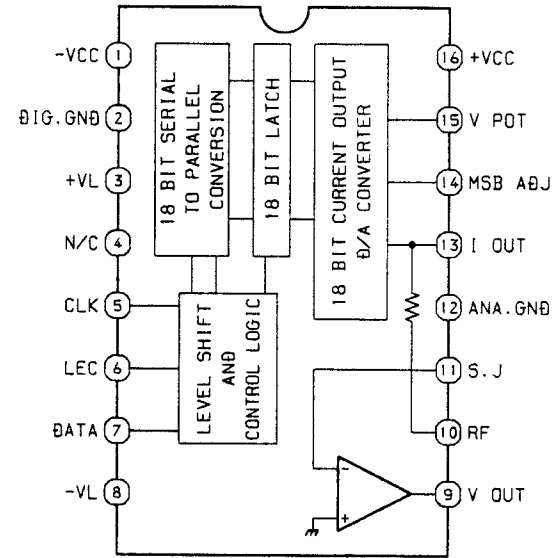 -VCC 1
DIG.GND 2
+VL 3
N/C 4
CLK 5
LEC 6
DATA 7
-VL 8
18 BIT SERIAL
TO PARALLEL
CONVERSION
18 BIT LATCH
18 BIT CURRENT OUTPUT
D/A CONVERTER
LEVEL SHIFT
AND
CONTROL LOGIC
-
+
16 +VCC
15 V POT
14 MSB ADJ
13 I OUT
12 ANA.GND
11 S.J
10 RF
9 V OUT